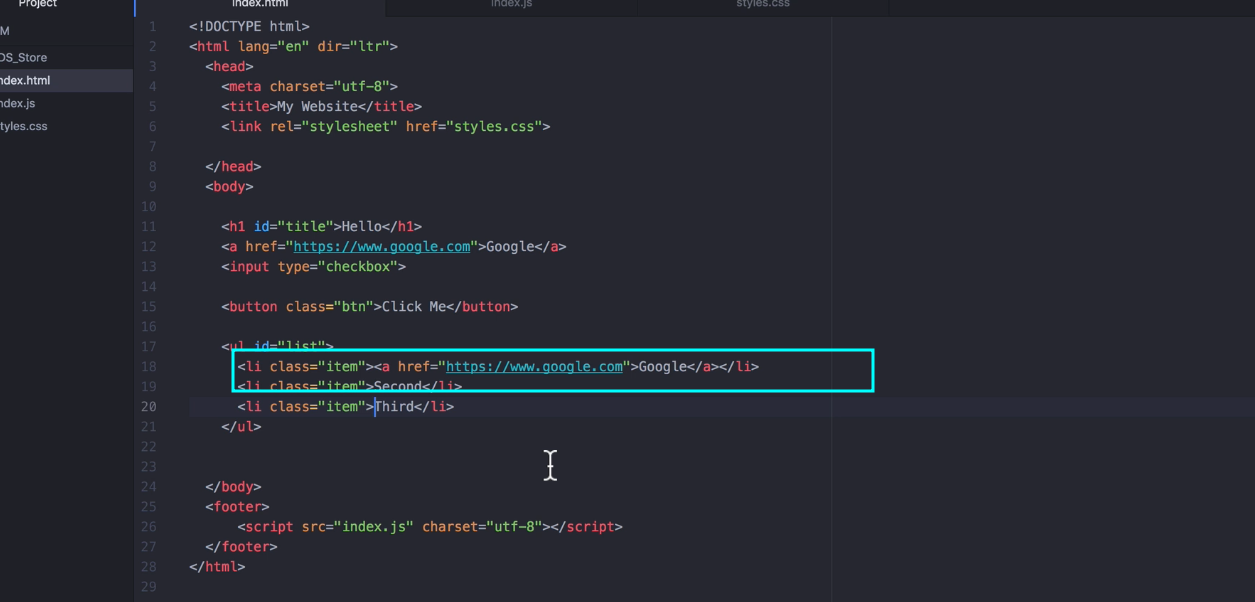 Project
index.html
index.js
styles.css
M
DS_Store
ndex.html
ndex.js
tyles.css
1 <!DOCTYPE html>
2 <html lang="en" dir="ltr">
3 <head>
4 <meta charset="utf-8">
5 <title>My Website</title>
6 <link rel="stylesheet" href="styles.css">
7
8 </head>
9 <body>
10
11 <h1 id="title">Hello</h1>
12 <a href="https://www.google.com">Google</a>
13 <input type="checkbox">
14
15 <button class="btn">Click Me</button>
16
17 <ul id="list">
18 <li class="item"><a href="https://www.google.com">Google</a></li>
19 <li class="item">Second</li>
20 <li class="item">Third</li>
21 </ul>
22
23
24 </body>
25 <footer>
26 <script src="index.js" charset="utf-8"></script>
27 </footer>
28 </html>
29